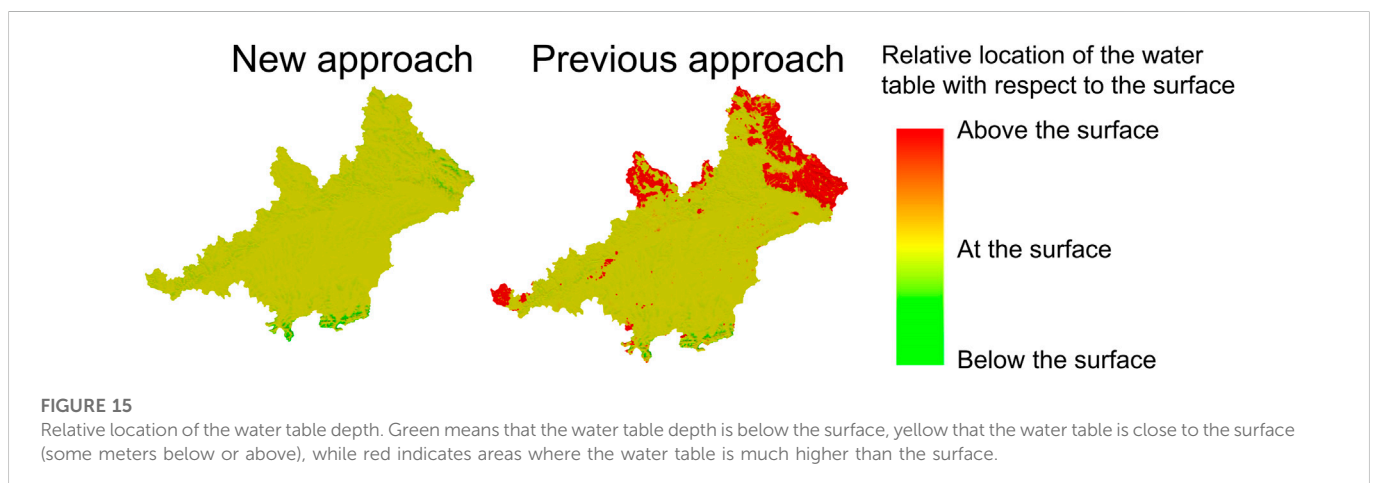 New approach
Previous approach
Relative location of the water
table with respect to the surface
Above the surface
At the surface
Below the surface
FIGURE 15
Relative location of the water table depth. Green means that the water table depth is below the surface, yellow that the water table is close to the surface
(some meters below or above), while red indicates areas where the water table is much higher than the surface.